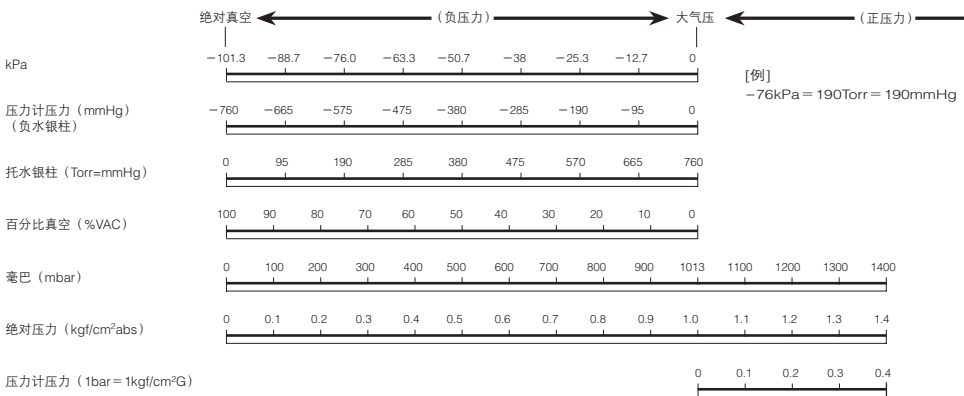 绝对真空 （负压力） 大气压 （正压力）
kPa −101.3 −88.7 −76.0 −63.3 −50.7 −38 −25.3 −12.7 0
[例]
−76kPa＝190Torr＝190mmHg
压力计压力（mmHg） −760 −665 −575 −475 −380 −285 −190 −95 0
（负水银柱）
托水银柱（Torr=mmHg） 0 95 190 285 380 475 570 665 760
百分比真空（%VAC） 100 90 80 70 60 50 40 30 20 10 0
毫巴（mbar） 0 100 200 300 400 500 600 700 800 900 1013 1100 1200 1300 1400
绝对压力（kgf/cm²abs） 0 0.1 0.2 0.3 0.4 0.5 0.6 0.7 0.8 0.9 1.0 1.1 1.2 1.3 1.4
压力计压力（1bar＝1kgf/cm²G） 0 0.1 0.2 0.3 0.4